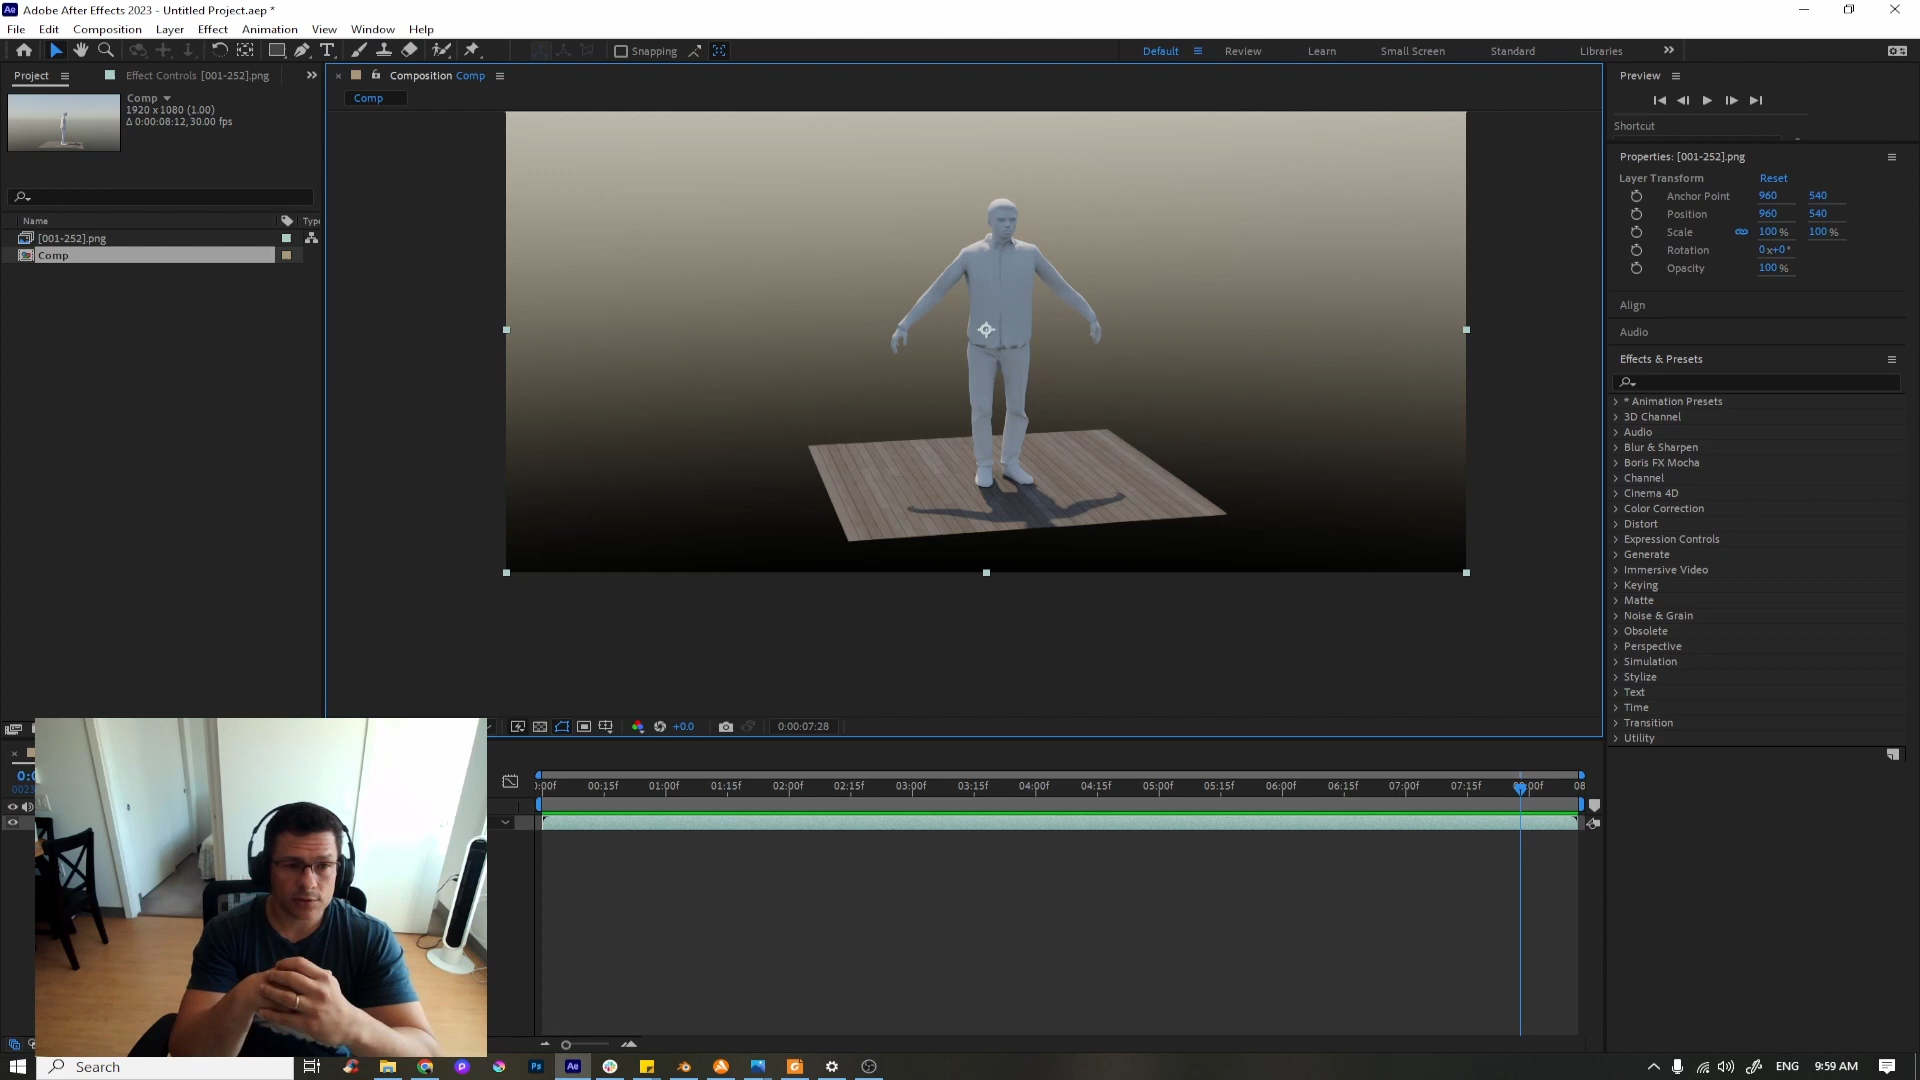 Adobe After Effects 2023 - Untitled Project.aep *
File Edit Composition Layer Effect Animation View Window Help
Snapping
Default Review Learn Small Screen Standard Libraries
Project Effect Controls [001-252].png
Composition Comp
Comp
Comp
1920 x 1080 (1.00)
Δ 0:00:08:12, 30.00 fps
Name Type
[001-252].png
Comp
Preview
Shortcut
Properties: [001-252].png
Layer Transform Reset
Anchor Point 960 540
Position 960 540
Scale 100 % 100 %
Rotation 0 x+0 °
Opacity 100 %
Align
Audio
Effects & Presets
* Animation Presets
3D Channel
Audio
Blur & Sharpen
Boris FX Mocha
Channel
Cinema 4D
Color Correction
Distort
Expression Controls
Generate
Immersive Video
Keying
Matte
Noise & Grain
Obsolete
Perspective
Simulation
Stylize
Text
Time
Transition
Utility
+0.0 0:00:07:28
0:0
0023
):00f 00:15f 01:00f 01:15f 02:00f 02:15f 03:00f 03:15f 04:00f 04:15f 05:00f 05:15f 06:00f 06:15f 07:00f 07:15f 08
Search
Ps Ae
ENG 9:59 AM